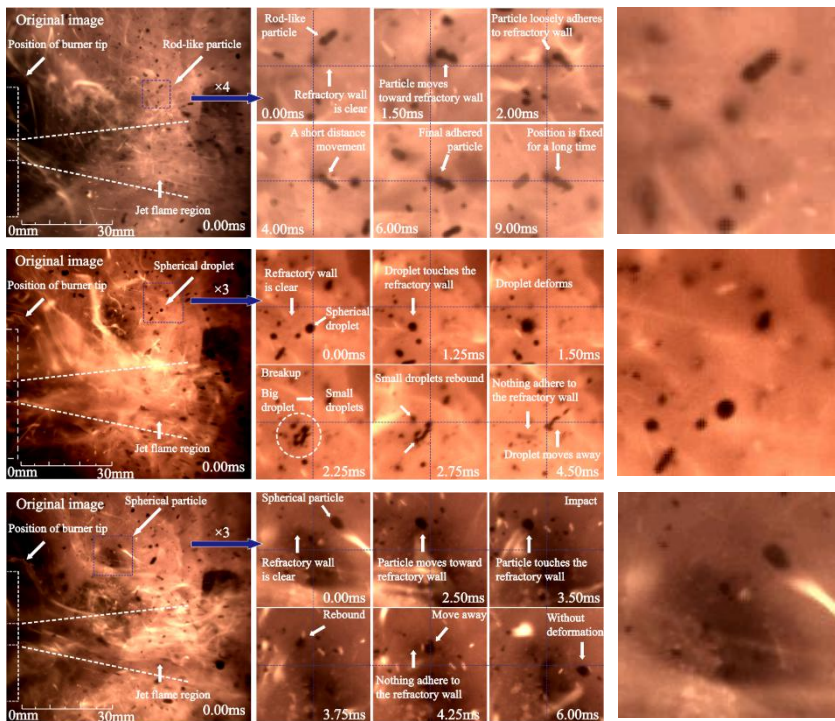 Original image
Position of burner tip
Rod-like
particle
×4
Jet flame region
0mm
30mm
0.00ms
Rod-like
particle
Refractory wall
is clear
0.00ms
Particle moves
toward refractory wall
1.50ms
Particle loosely adheres
to refractory wall
2.00ms
A short distance
movement
4.00ms
Final adhered
particle
6.00ms
Position is fixed
for a long time
9.00ms
Original image
Spherical droplet
Position of burner tip
×3
Jet flame region
0mm
30mm
0.00ms
Refractory wall
is clear
Spherical
droplet
0.00ms
Droplet touches the
refractory wall
1.25ms
Droplet deforms
1.50ms
Breakup
Big
droplet
Small
droplets
2.25ms
Small droplets rebound
2.75ms
Nothing adhere to
the refractory wall
Droplet moves away
4.50ms
Original image
Spherical particle
Position of burner tip
×3
Jet flame region
0mm
30mm
0.00ms
Spherical particle
Refractory wall
is clear
0.00ms
Particle moves toward
refractory wall
2.50ms
Impact
Particle touches the
refractory wall
3.50ms
Rebound
3.75ms
Move away
Nothing adhere to
the refractory wall
4.25ms
Without
deformation
6.00ms